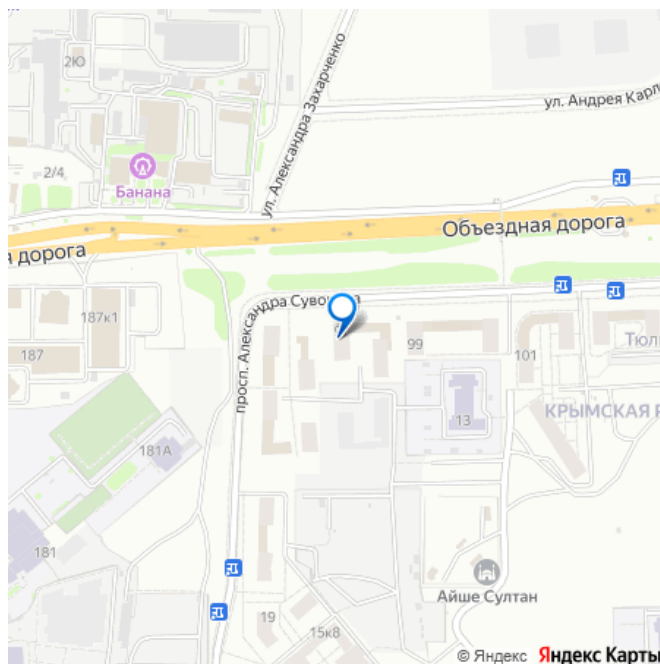 2Ю
ул. Андрея Карл
ул. Александра Захарченко
2/4
Банана
Объездная дорога
я дорога
просп. Александра Суво
187к1
187
99
101
Тюл
КРЫМСКАЯ Р
13
181А
181
Айше Султан
19
15к8
© Яндекс Яндекс Карты